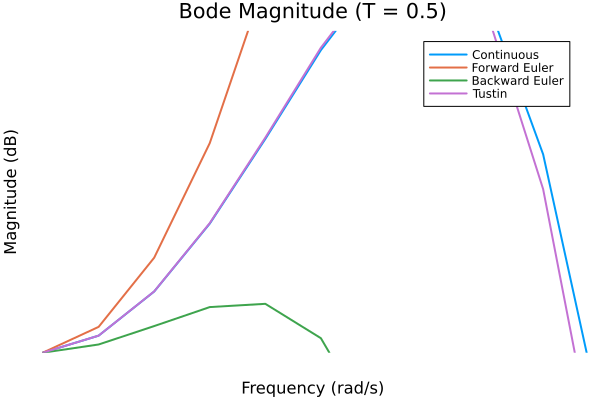 Bode Magnitude (T = 0.5)
Continuous
Forward Euler
Backward Euler
Tustin
Magnitude (dB)
Frequency (rad/s)